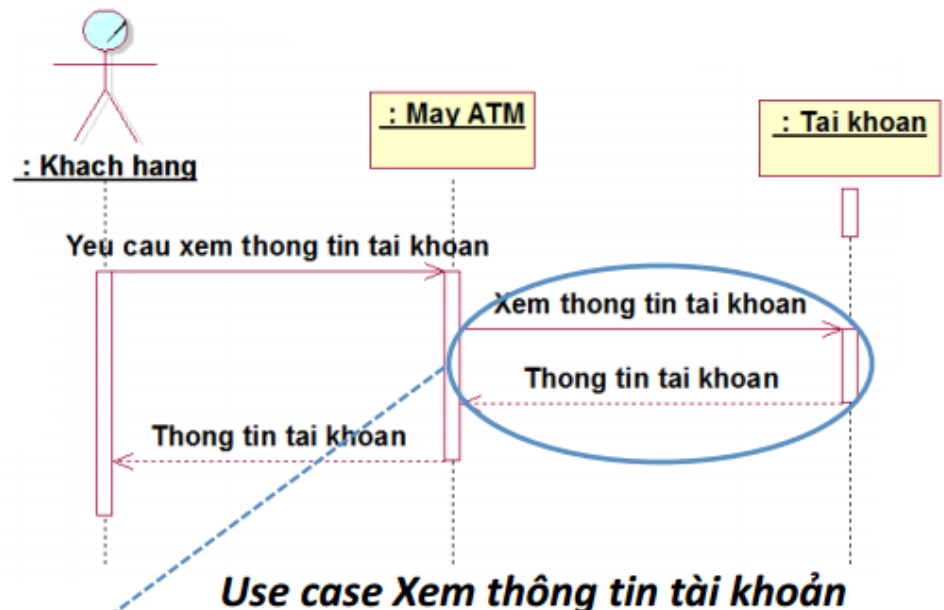 : Khach hang
: May ATM
: Tai khoan
Yeu cau xem thong tin tai khoan
Xem thong tin tai khoan
Thong tin tai khoan
Thong tin tai khoan
Use case Xem thông tin tài khoản